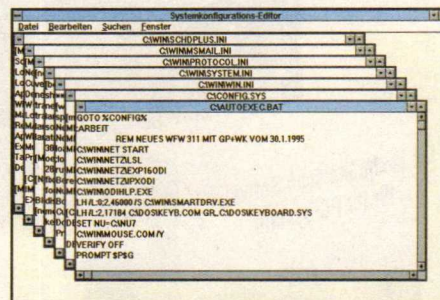 Systemkonfigurations-Editor
Datei Bearbeiten Suchen Fenster
C:\WIN\SCHDPLUS.INI
C:\WIN\MSMAIL.INI
C:\WIN\PROTOCOL.INI
C:\WIN\SYSTEM.INI
C:\WIN\WIN.INI
C:\CONFIG.SYS
C:\AUTOEXEC.BAT
GOTO %CONFIG%
:ARBEIT
REM NEUES WFW 311 MIT GP+WK VOM 30.1.1995
C:\WIN\NET START
C:\WIN\NETZ\LSL
C:\WIN\NETZ\EXP16ODI
C:\WIN\NETZ\IPXODI
C:\WIN\ODIHLP.EXE
LH /L:0;2,45000 /S C:\WIN\SMARTDRV.EXE
LH /L:2,17184 C:\DOS\KEYB.COM GR,,C:\DOS\KEYBOARD.SYS
SET NU=C:\NU7
C:\WIN\MOUSE.COM /Y
VERIFY OFF
PROMPT $P$G